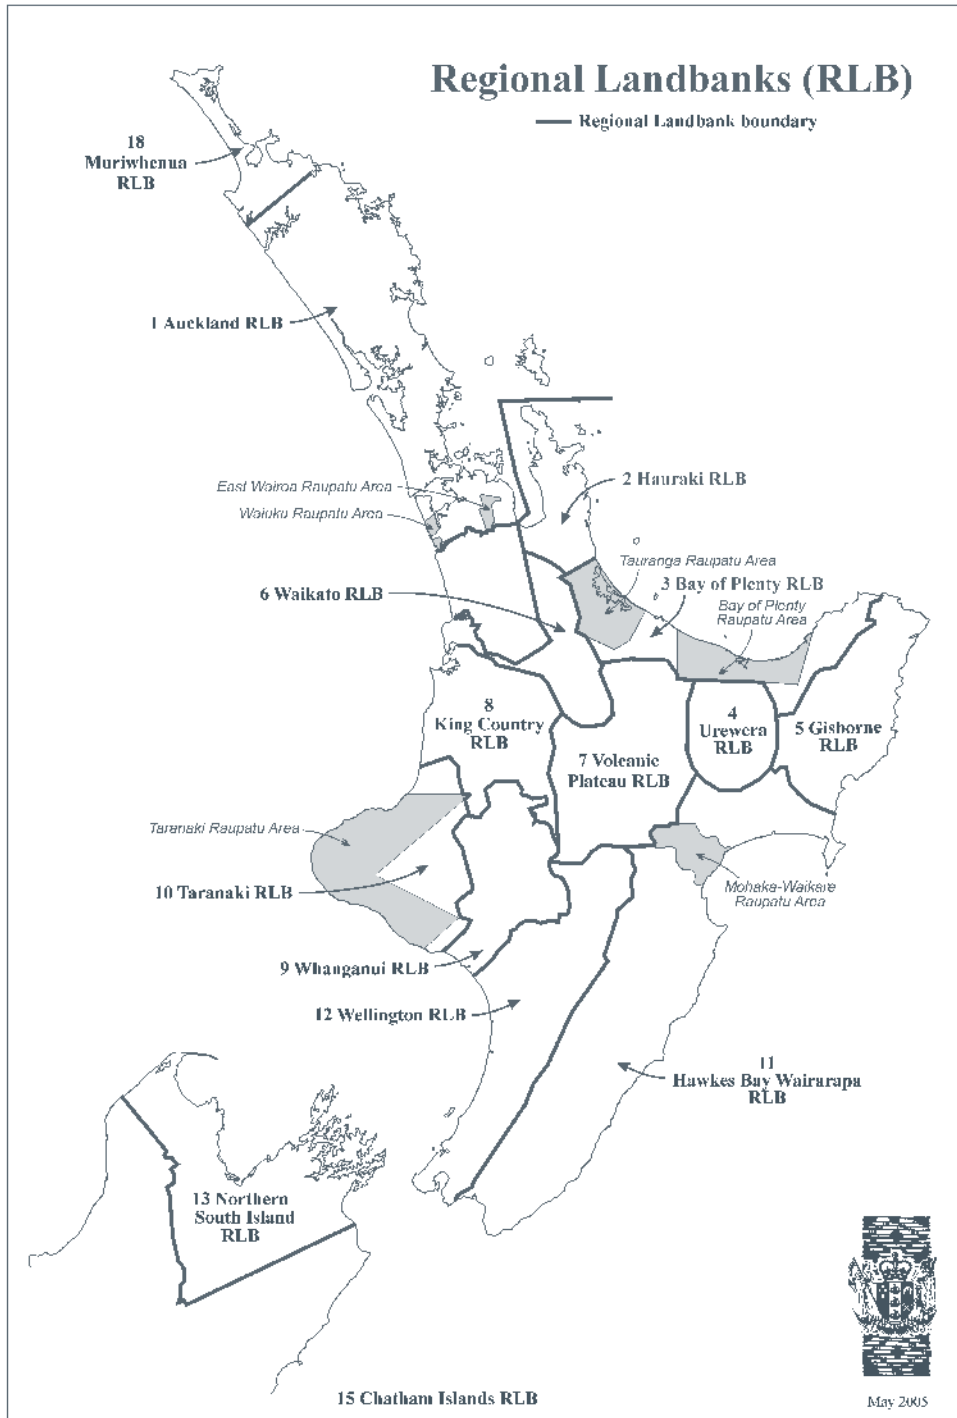 Regional Landbanks (RLB)
Regional Landbank boundary
18
Muriwhenua
RLB
1 Auckland RLB
East Wairoa Raupatu Area
Waiuku Raupatu Area
2 Hauraki RLB
Tauranga Raupatu Area
3 Bay of Plenty RLB
6 Waikato RLB
Bay of Plenty
Raupatu Area
8
King Country
RLB
4
Urewera
RLB
5 Gisborne
RLB
7 Volcanic
Plateau RLB
Taranaki Raupatu Area
10 Taranaki RLB
Mohaka-Waikare
Raupatu Area
9 Whanganui RLB
12 Wellington RLB
11
Hawkes Bay Wairarapa
RLB
13 Northern
South Island
RLB
15 Chatham Islands RLB
May 2005